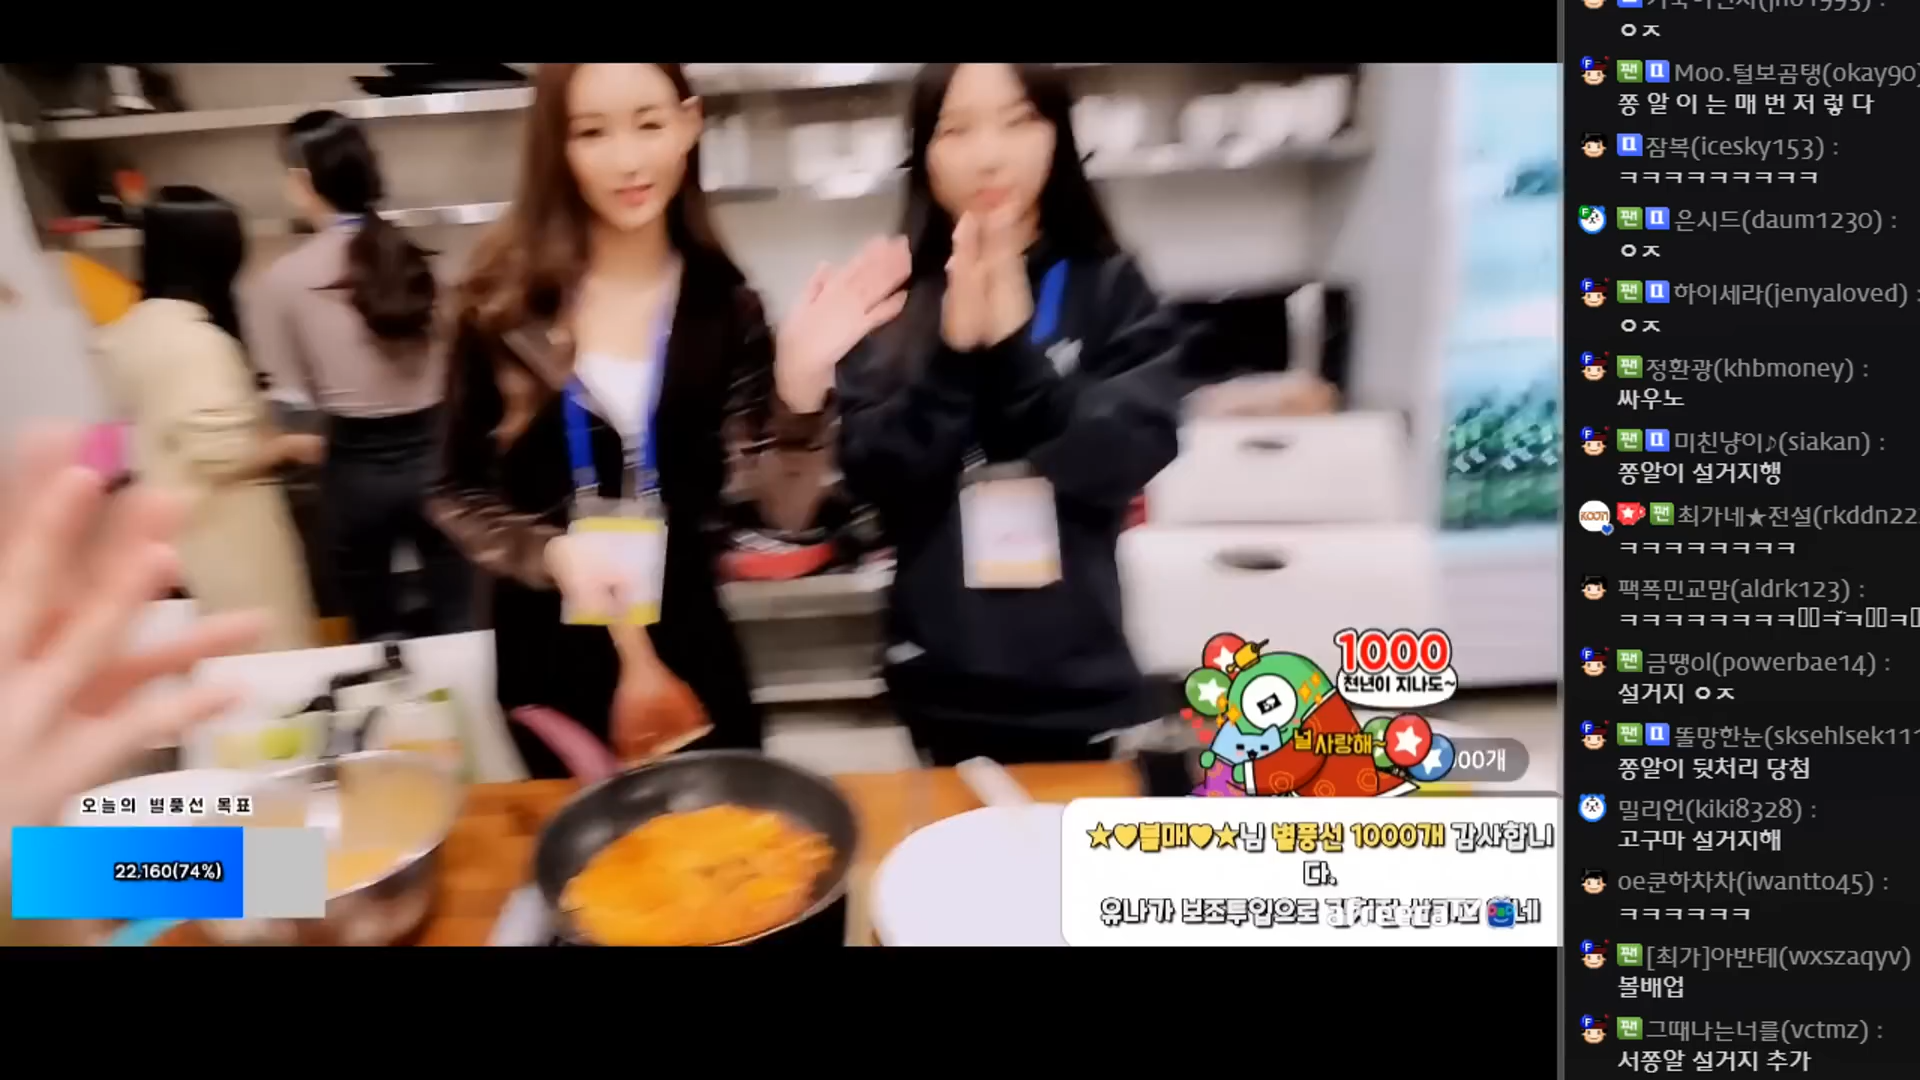 ㅇㅈ
Moo.털보곰탱(okay90)
쫑 알 이 는 매 번 저 렇 다
잠복(icesky153) :
ㅋㅋㅋㅋㅋㅋㅋㅋㅋ
은시드(daum1230) :
ㅇㅈ
하이세라(jenyaloved) :
ㅇㅈ
정환광(khbmoney) :
싸우노
미친냥이♪(siakan) :
쫑알이 설거지행
최가네★전설(rkddn22
ㅋㅋㅋㅋㅋㅋㅋㅋ
팩폭민교맘(aldrk123) :
ㅋㅋㅋㅋㅋㅋㅋㅋ
금땡ol(powerbae14) :
설거지 ㅇㅈ
똘망한눈(sksehlsek111
쫑알이 뒷처리 당첨
밀리언(kiki8328) :
고구마 설거지해
oe쿤하차차(iwantto45) :
ㅋㅋㅋㅋㅋㅋ
[최가]아반테(wxszaqyv)
볼배업
그때나는너를(vctmz) :
서쫑알 설거지 추가
1000
천년이 지나도~
널사랑해~
00개
★♥블매♥★님 별풍선 1000개 감사합니
다.
유나가 보조투입으로
afreecaTV
오늘의 별풍선 목표
22.160(74%)